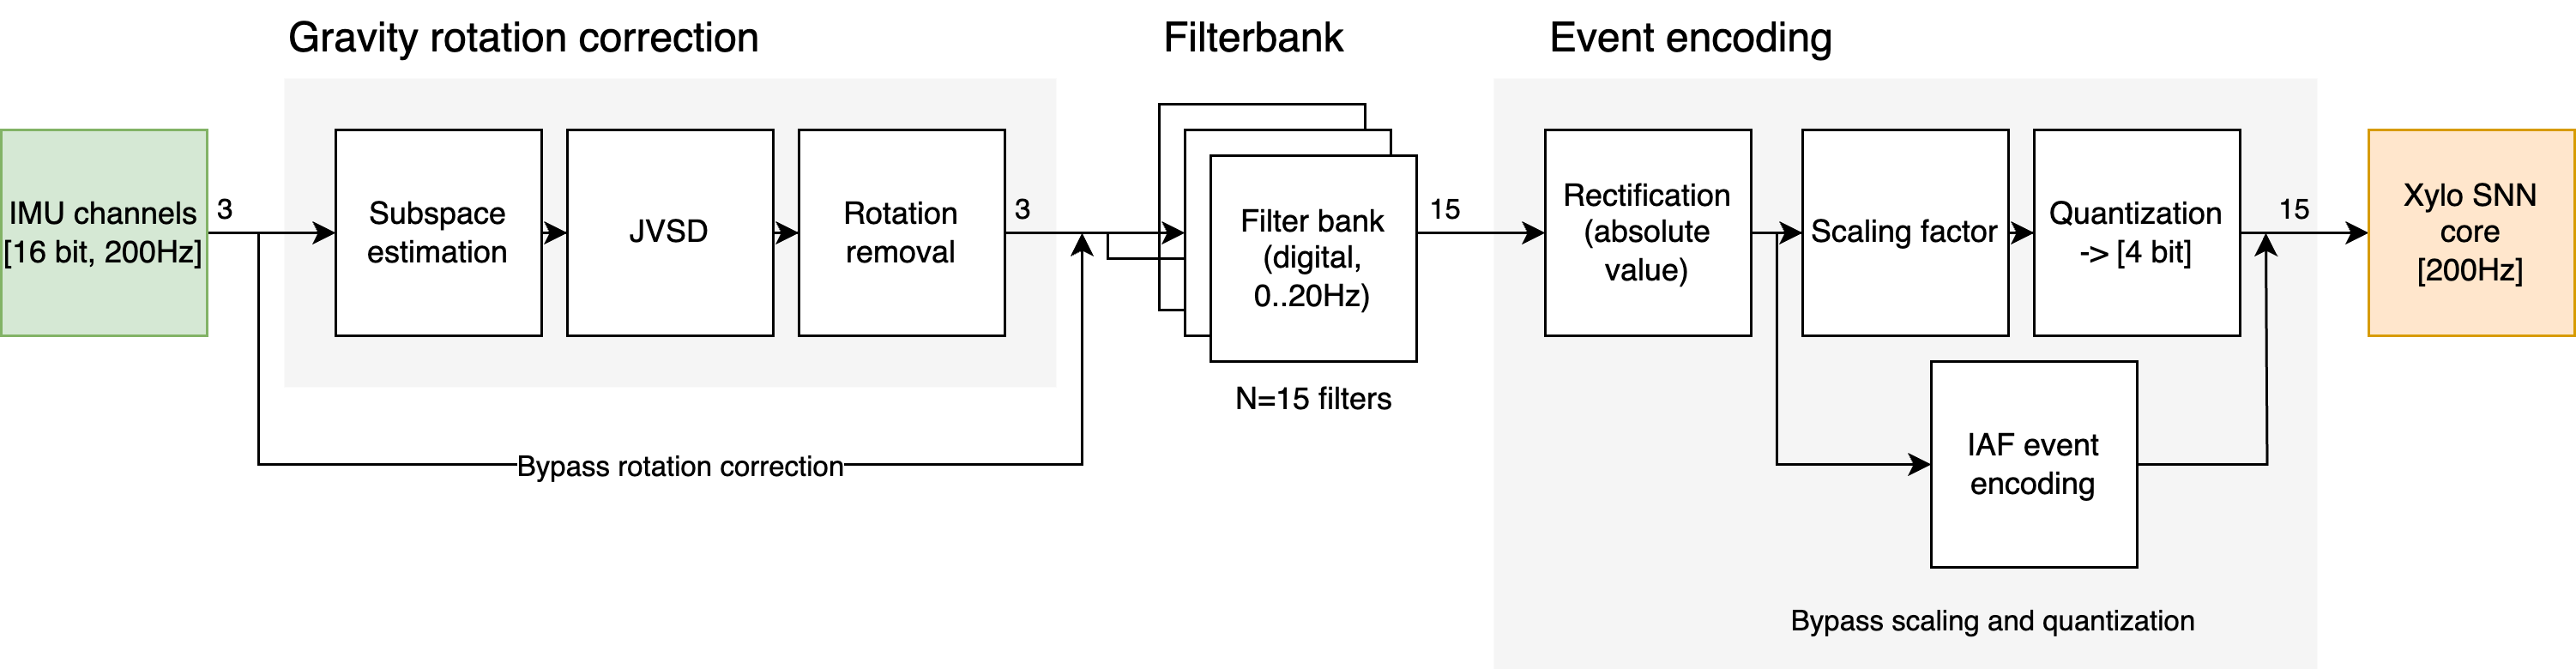 Gravity rotation correction
Filterbank
Event encoding
IMU channels
[16 bit, 200Hz]
3
Subspace
estimation
JVSD
Rotation
removal
3
Bypass rotation correction
Filter bank
(digital,
0..20Hz)
N=15 filters
15
Rectification
(absolute
value)
Scaling factor
Quantization
-> [4 bit]
IAF event
encoding
Bypass scaling and quantization
15
Xylo SNN
core
[200Hz]